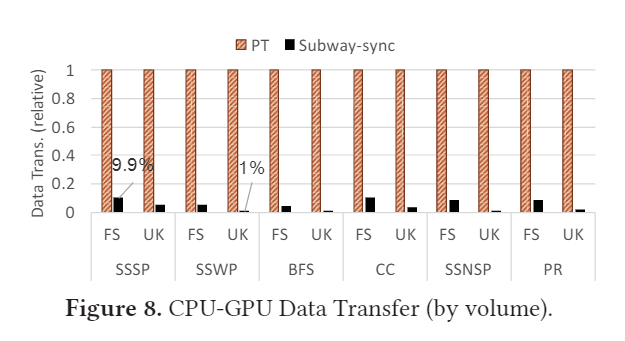 PT Subway-sync
Data Trans. (relative)
1
0.8
0.6
0.4
0.2
0
9.9%
1%
FS UK FS UK FS UK FS UK FS UK FS UK
SSSP SSWP BFS CC SSNSP PR
Figure 8. CPU-GPU Data Transfer (by volume).